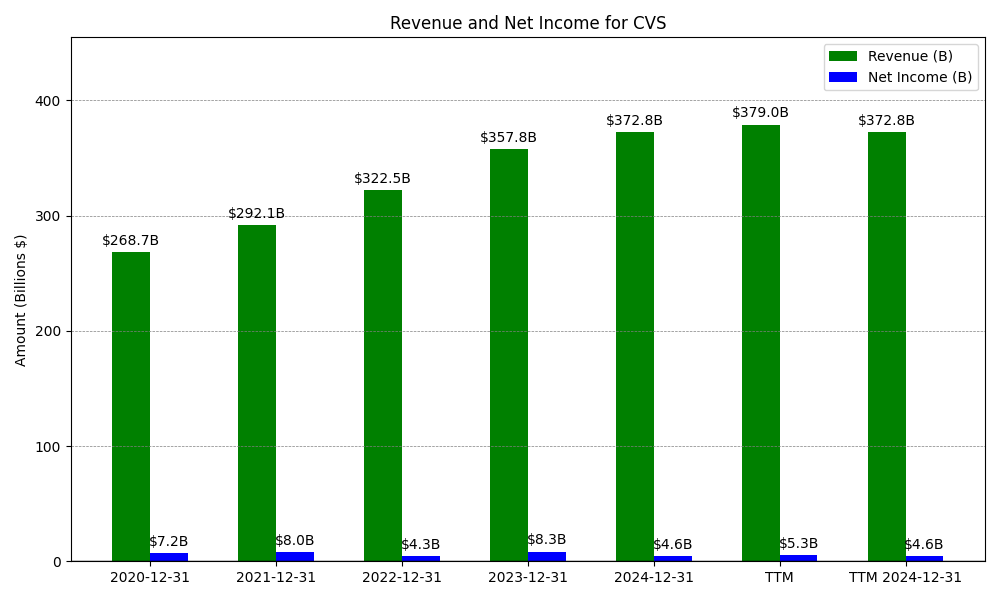 Revenue and Net Income for CVS
Revenue (B)
Net Income (B)
Amount (Billions $)
400
300
200
100
0
$268.7B
$292.1B
$322.5B
$357.8B
$372.8B
$379.0B
$372.8B
$7.2B
$8.0B
$4.3B
$8.3B
$4.6B
$5.3B
$4.6B
2020-12-31
2021-12-31
2022-12-31
2023-12-31
2024-12-31
TTM
TTM 2024-12-31